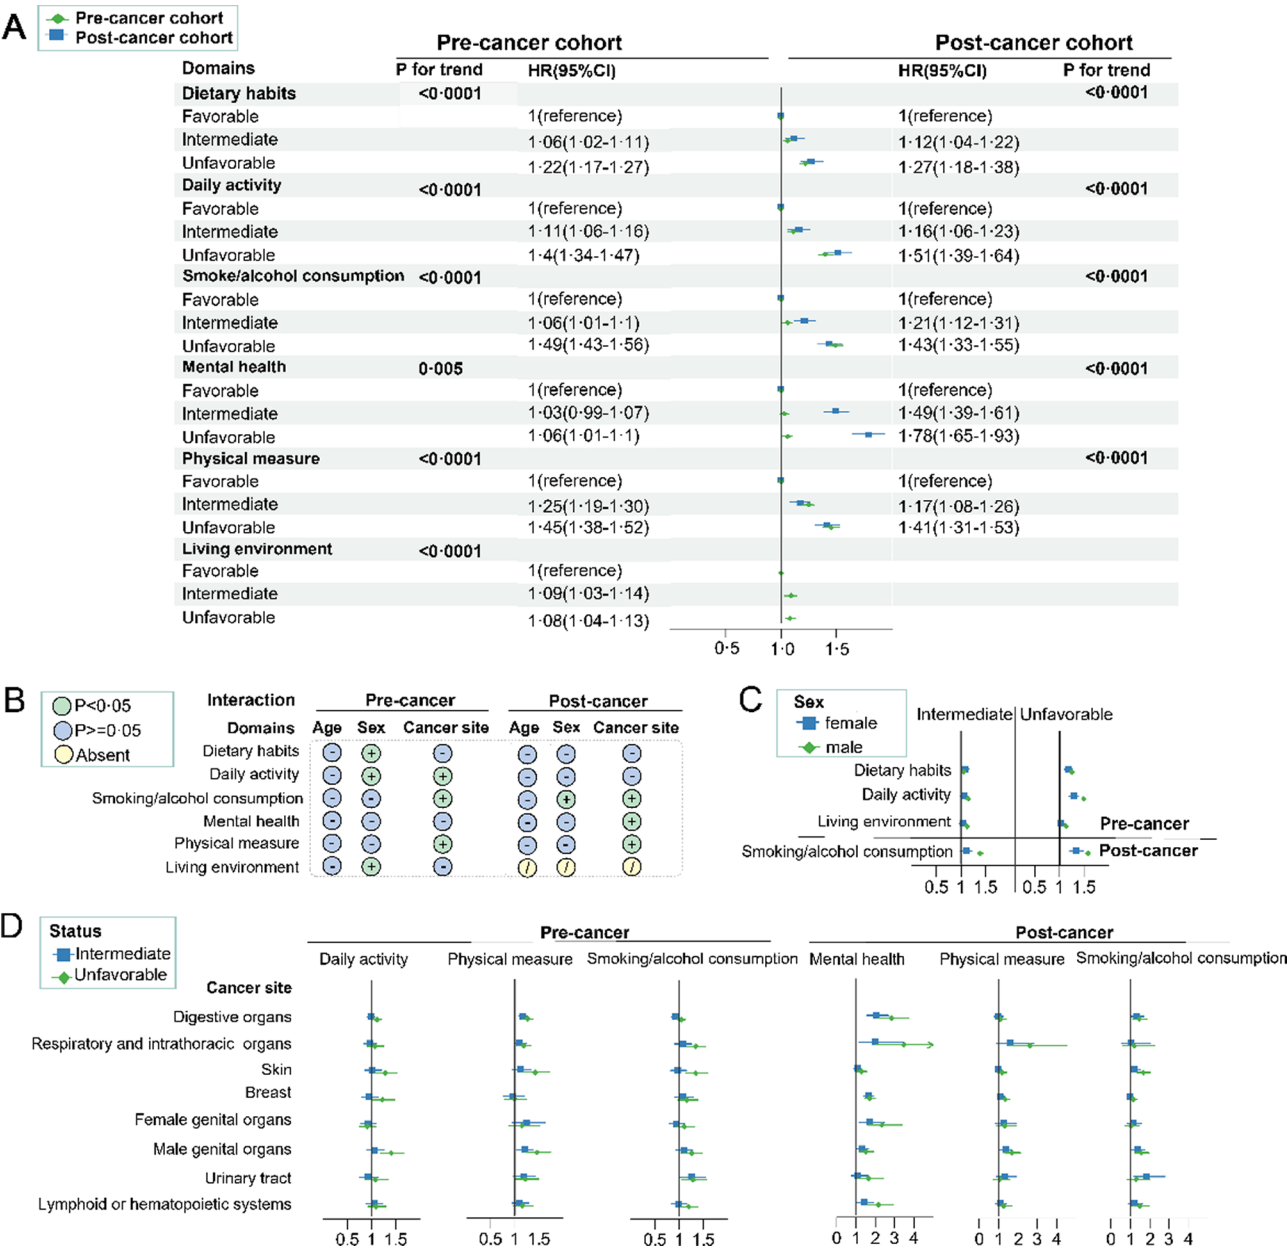 A
Pre-cancer cohort
Post-cancer cohort
Pre-cancer cohort Post-cancer cohort
Domains P for trend HR(95%CI) HR(95%CI) P for trend
Dietary habits <0·0001 <0·0001
Favorable 1(reference) 1(reference)
Intermediate 1·06(1·02-1·11) 1·12(1·04-1·22)
Unfavorable 1·22(1·17-1·27) 1·27(1·18-1·38)
Daily activity <0·0001 <0·0001
Favorable 1(reference) 1(reference)
Intermediate 1·11(1·06-1·16) 1·16(1·06-1·23)
Unfavorable 1·4(1·34-1·47) 1·51(1·39-1·64)
Smoke/alcohol consumption <0·0001 <0·0001
Favorable 1(reference) 1(reference)
Intermediate 1·06(1·01-1·1) 1·21(1·12-1·31)
Unfavorable 1·49(1·43-1·56) 1·43(1·33-1·55)
Mental health 0·005 <0·0001
Favorable 1(reference) 1(reference)
Intermediate 1·03(0·99-1·07) 1·49(1·39-1·61)
Unfavorable 1·06(1·01-1·1) 1·78(1·65-1·93)
Physical measure <0·0001 <0·0001
Favorable 1(reference) 1(reference)
Intermediate 1·25(1·19-1·30) 1·17(1·08-1·26)
Unfavorable 1·45(1·38-1·52) 1·41(1·31-1·53)
Living environment <0·0001
Favorable 1(reference)
Intermediate 1·09(1·03-1·14)
Unfavorable 1·08(1·04-1·13)
0·5 1·0 1·5
B
P<0·05
P>=0·05
Absent
Interaction Pre-cancer Post-cancer
Domains Age Sex Cancer site Age Sex Cancer site
Dietary habits - + - - - -
Daily activity - + + - - -
Smoking/alcohol consumption - - + - + +
Mental health - - - - - +
Physical measure - - + - - +
Living environment - + - / / /
C
Sex
female
male
Intermediate Unfavorable
Dietary habits
Daily activity
Living environment Pre-cancer
Smoking/alcohol consumption Post-cancer
0.5 1 1.5 0.5 1 1.5
D
Status
Intermediate
Unfavorable
Pre-cancer Post-cancer
Daily activity Physical measure Smoking/alcohol consumption Mental health Physical measure Smoking/alcohol consumption
Cancer site
Digestive organs
Respiratory and intrathoracic organs
Skin
Breast
Female genital organs
Male genital organs
Urinary tract
Lymphoid or hematopoietic systems
0.5 1 1.5 0.5 1 1.5 0.5 1 1.5 0 1 2 3 4 0 1 2 3 4 0 1 2 3 4